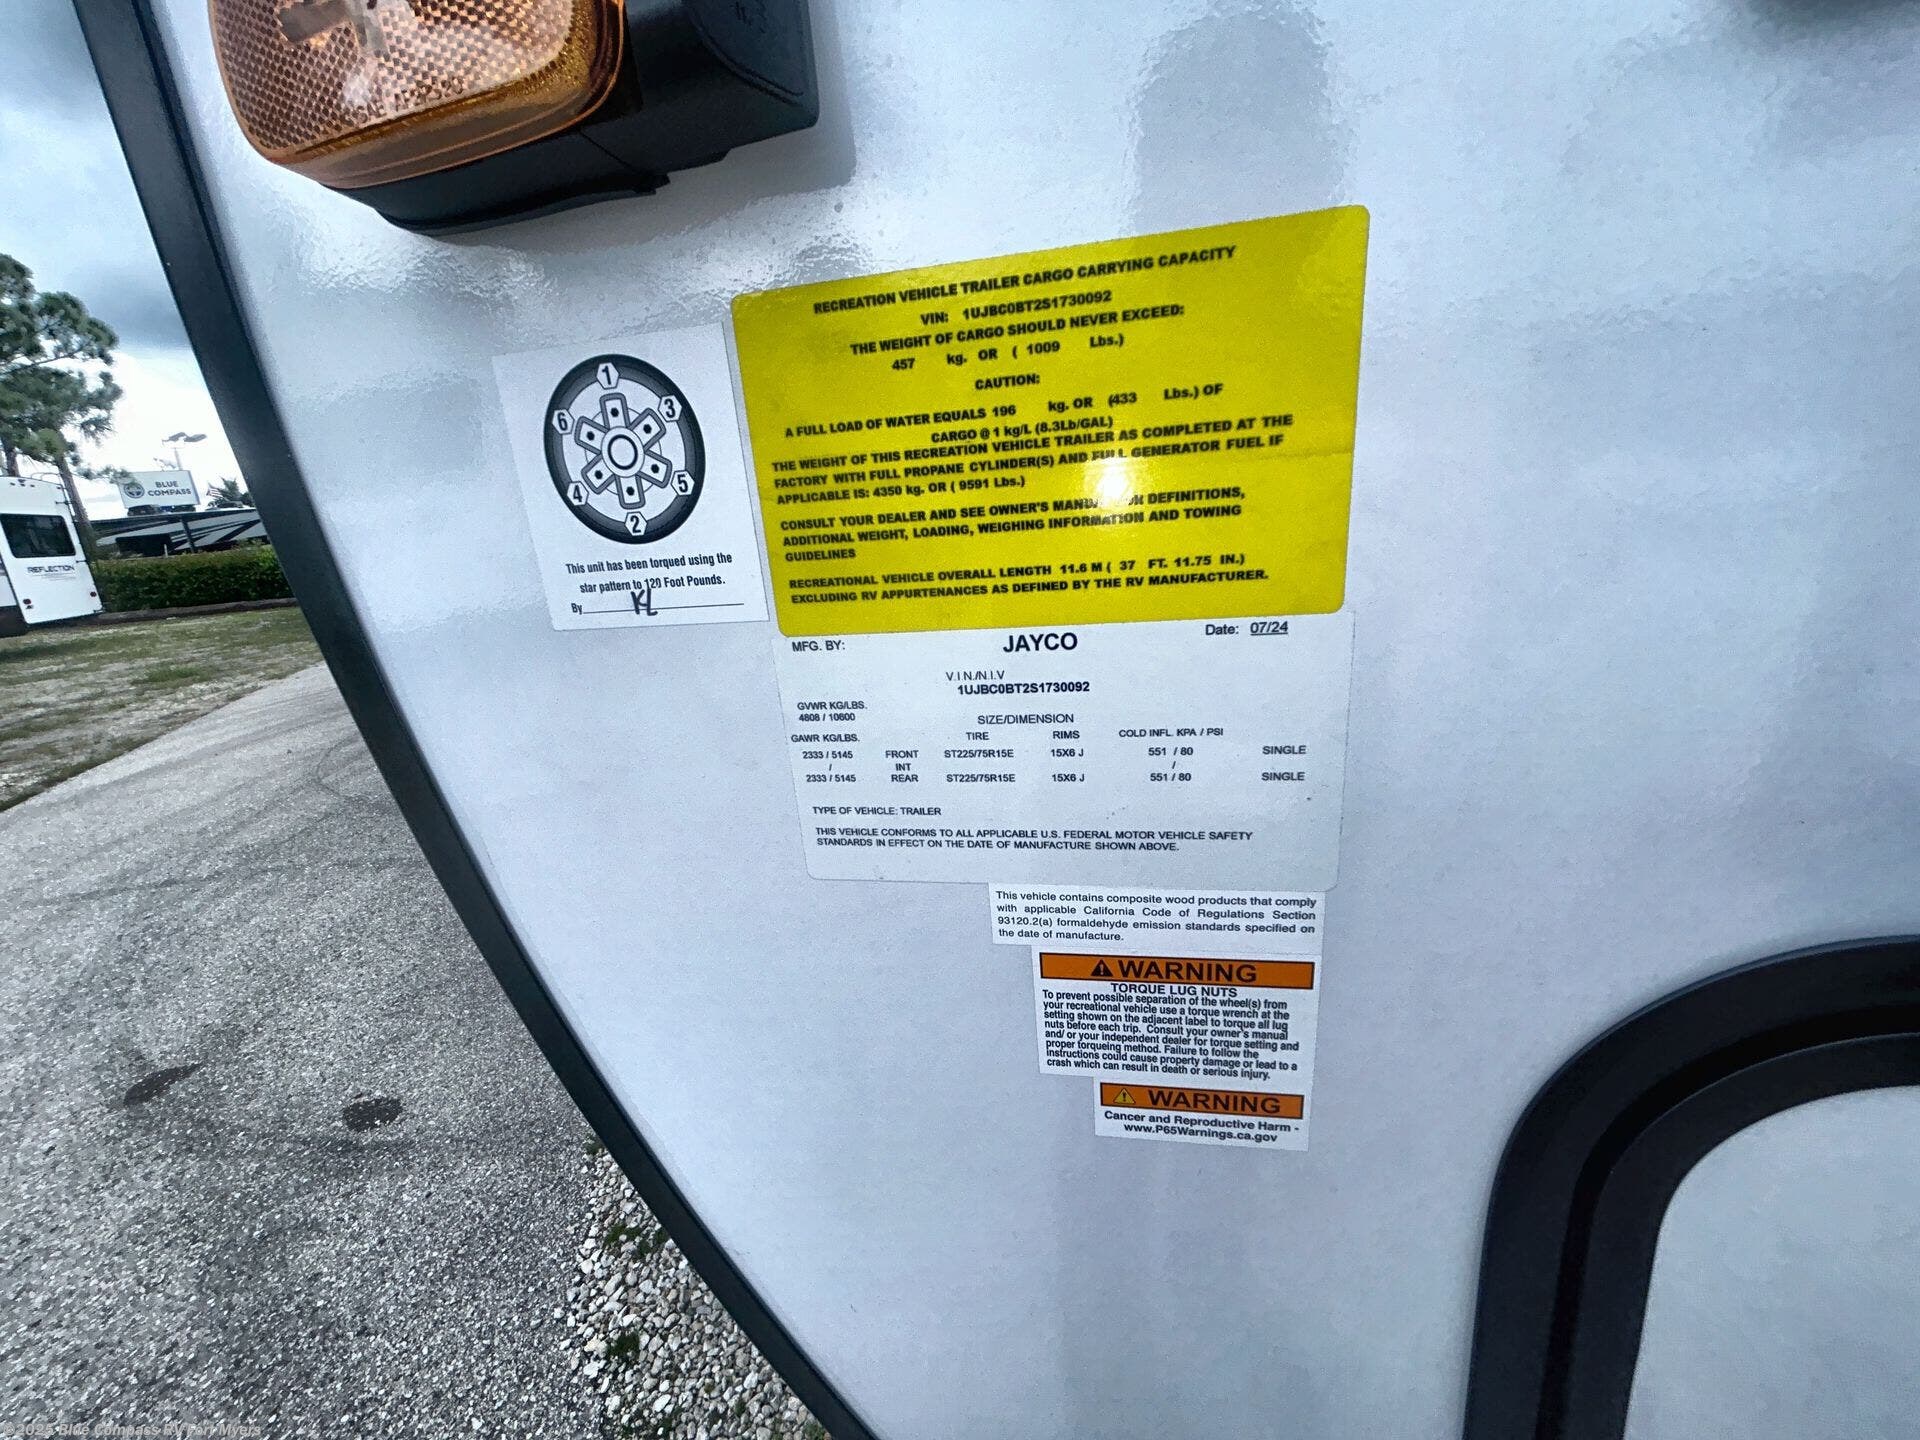 RECREATION VEHICLE TRAILER CARGO CARRYING CAPACITY
VIN: 1UJBC0BT2S1730092
THE WEIGHT OF CARGO SHOULD NEVER EXCEED:
457 kg. OR ( 1009 Lbs.)
CAUTION:
A FULL LOAD OF WATER EQUALS 196 kg. OR (433 Lbs.) OF
CARGO @ 1 kg/L (8.3Lb/GAL)
THE WEIGHT OF THIS RECREATION VEHICLE TRAILER AS COMPLETED AT THE
FACTORY WITH FULL PROPANE CYLINDER(S) AND FULL GENERATOR FUEL IF
APPLICABLE IS: 4350 kg. OR ( 9591 Lbs.)
CONSULT YOUR DEALER AND SEE OWNER'S MANUAL FOR DEFINITIONS,
ADDITIONAL WEIGHT, LOADING, WEIGHING INFORMATION AND TOWING
GUIDELINES
RECREATIONAL VEHICLE OVERALL LENGTH 11.6 M ( 37 FT. 11.75 IN.)
EXCLUDING RV APPURTENANCES AS DEFINED BY THE RV MANUFACTURER.
1
6 3
4 5
2
This unit has been torqued using the
star pattern to 120 Foot Pounds.
By KL
BLUE
COMPASS
REFLECTION
MFG. BY: JAYCO Date: 07/24
V.I.N./N.I.V
1UJBC0BT2S1730092
GVWR KG/LBS.
4808 / 10600
SIZE/DIMENSION
GAWR KG/LBS. TIRE RIMS COLD INFL. KPA / PSI
2333 / 5145 FRONT ST225/75R15E 15X6 J 551 / 80 SINGLE
/ INT /
2333 / 5145 REAR ST225/75R15E 15X6 J 551 / 80 SINGLE
TYPE OF VEHICLE: TRAILER
THIS VEHICLE CONFORMS TO ALL APPLICABLE U.S. FEDERAL MOTOR VEHICLE SAFETY
STANDARDS IN EFFECT ON THE DATE OF MANUFACTURE SHOWN ABOVE.
This vehicle contains composite wood products that comply
with applicable California Code of Regulations Section
93120.2(a) formaldehyde emission standards specified on
the date of manufacture.
WARNING
TORQUE LUG NUTS
To prevent possible separation of the wheel(s) from
your recreational vehicle use a torque wrench at the
setting shown on the adjacent label to torque all lug
nuts before each trip. Consult your owner's manual
and/ or your independent dealer for torque setting and
proper torqueing method. Failure to follow the
instructions could cause property damage or lead to a
crash which can result in death or serious injury.
WARNING
Cancer and Reproductive Harm -
www.P65Warnings.ca.gov
©2025 Blue Compass RV Fort Myers